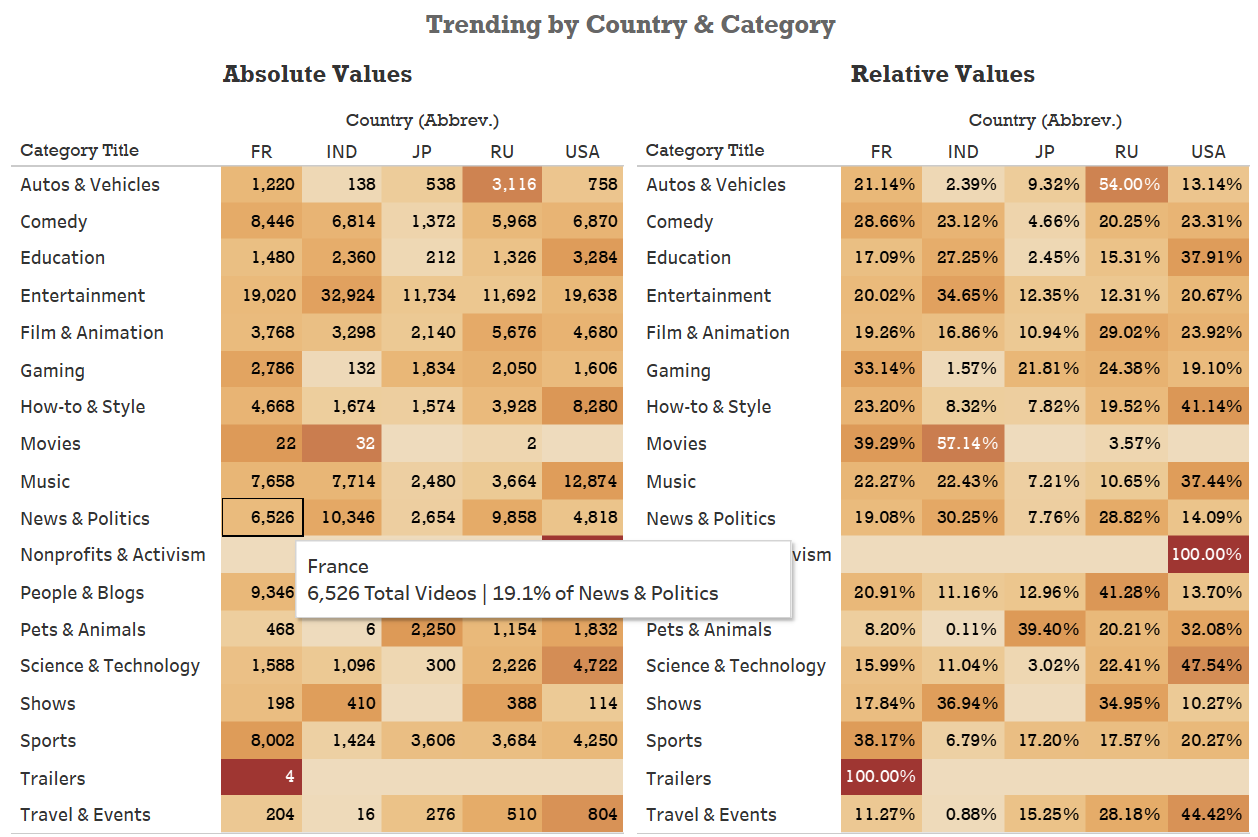 Trending by Country & Category
Absolute Values
Relative Values
Country (Abbrev.)
Country (Abbrev.)
Category Title FR IND JP RU USA Category Title FR IND JP RU USA
Autos & Vehicles 1,220 138 538 3,116 758 Autos & Vehicles 21.14% 2.39% 9.32% 54.00% 13.14%
Comedy 8,446 6,814 1,372 5,968 6,870 Comedy 28.66% 23.12% 4.66% 20.25% 23.31%
Education 1,480 2,360 212 1,326 3,284 Education 17.09% 27.25% 2.45% 15.31% 37.91%
Entertainment 19,020 32,924 11,734 11,692 19,638 Entertainment 20.02% 34.65% 12.35% 12.31% 20.67%
Film & Animation 3,768 3,298 2,140 5,676 4,680 Film & Animation 19.26% 16.86% 10.94% 29.02% 23.92%
Gaming 2,786 132 1,834 2,050 1,606 Gaming 33.14% 1.57% 21.81% 24.38% 19.10%
How-to & Style 4,668 1,674 1,574 3,928 8,280 How-to & Style 23.20% 8.32% 7.82% 19.52% 41.14%
Movies 22 32 2 Movies 39.29% 57.14% 3.57%
Music 7,658 7,714 2,480 3,664 12,874 Music 22.27% 22.43% 7.21% 10.65% 37.44%
News & Politics 6,526 10,346 2,654 9,858 4,818 News & Politics 19.08% 30.25% 7.76% 28.82% 14.09%
Nonprofits & Activism vism 100.00%
France
6,526 Total Videos | 19.1% of News & Politics
People & Blogs 9,346 20.91% 11.16% 12.96% 41.28% 13.70%
Pets & Animals 468 6 2,250 1,154 1,832 Pets & Animals 8.20% 0.11% 39.40% 20.21% 32.08%
Science & Technology 1,588 1,096 300 2,226 4,722 Science & Technology 15.99% 11.04% 3.02% 22.41% 47.54%
Shows 198 410 388 114 Shows 17.84% 36.94% 34.95% 10.27%
Sports 8,002 1,424 3,606 3,684 4,250 Sports 38.17% 6.79% 17.20% 17.57% 20.27%
Trailers 4 Trailers 100.00%
Travel & Events 204 16 276 510 804 Travel & Events 11.27% 0.88% 15.25% 28.18% 44.42%